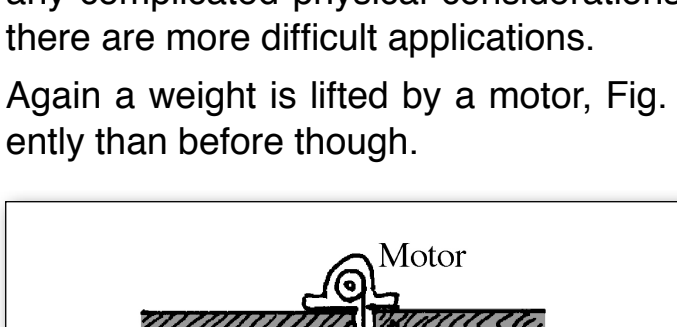 any complicated physical considerations
there are more difficult applications.
Again a weight is lifted by a motor, Fig.
ently than before though.
Motor